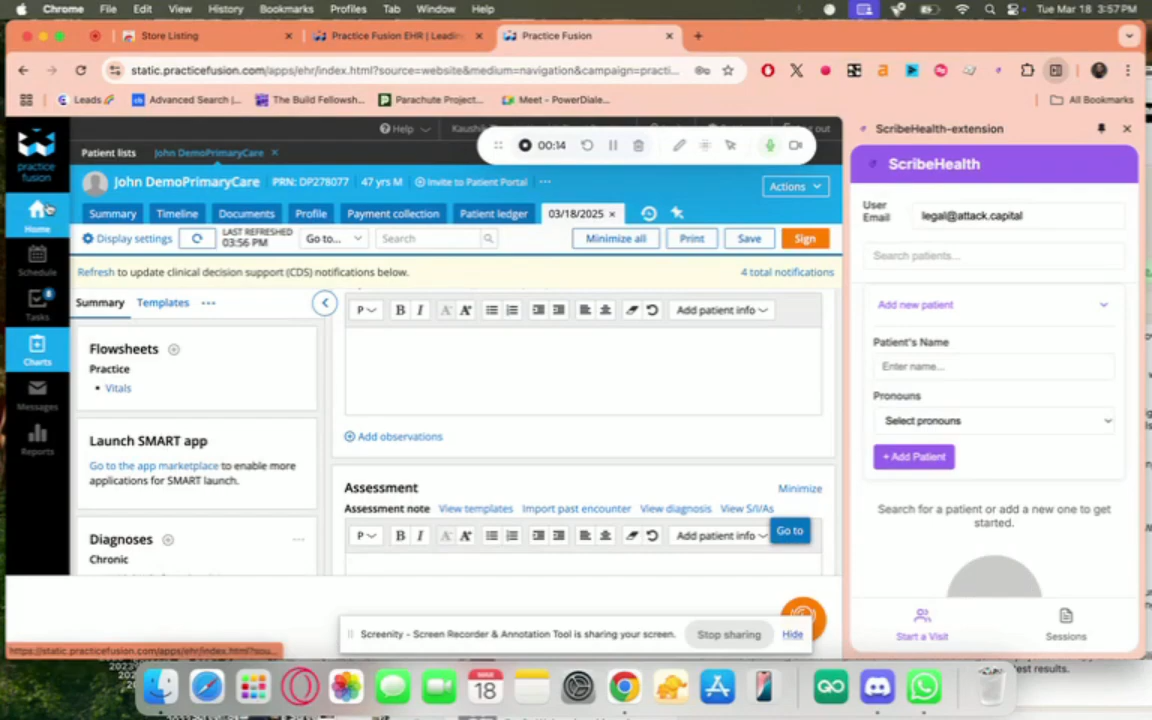 Chrome File Edit View History Bookmarks Profiles Tab Window Help Tue Mar 18 3:57PM
Store Listing Practice Fusion EHR | Leadin Practice Fusion
static.practicefusion.com/apps/ehr/index.html?source=website&medium=navigation&campaign=practi...
Leads Advanced Search |... The Build Fellowsh... Parachute Project... Meet - PowerDiale... All Bookmarks
practice fusion
Home
Schedule
Tasks
Charts
Messages
Reports
Help Kaushik out
00:14
Patient lists John DemoPrimaryCare
John DemoPrimaryCare PRN: DP278077 47 yrs M Invite to Patient Portal ... Actions
Summary Timeline Documents Profile Payment collection Patient ledger 03/18/2025
Display settings LAST REFRESHED 03:56 PM Go to... Search Minimize all Print Save Sign
Refresh to update clinical decision support (CDS) notifications below. 4 total notifications
Summary Templates
Flowsheets
Practice
• Vitals
Launch SMART app
Go to the app marketplace to enable more
applications for SMART launch.
Diagnoses
Chronic
P B I A A Add patient info
Add observations
Assessment Minimize
Assessment note View templates Import past encounter View diagnosis View S/I/As
P B I A A Add patient info
Go to
Screenity - Screen Recorder & Annotation Tool is sharing your screen. Stop sharing Hide
https://static.practicefusion.com/apps/ehr/index.html?sou...
ScribeHealth-extension
ScribeHealth
User Email legal@attack.capital
Search patients...
Add new patient
Patient's Name
Enter name...
Pronouns
Select pronouns
+ Add Patient
Search for a patient or add a new one to get
started.
Start a Visit Sessions
test results.
MAR
18